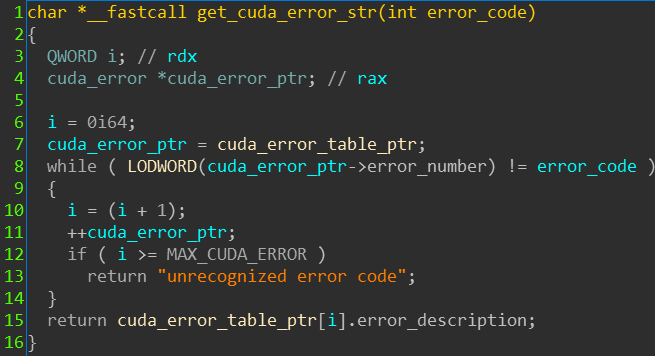 1 char *__fastcall get_cuda_error_str(int error_code)
2 {
3   QWORD i; // rdx
4   cuda_error *cuda_error_ptr; // rax
5
6   i = 0i64;
7   cuda_error_ptr = cuda_error_table_ptr;
8   while ( LODWORD(cuda_error_ptr->error_number) != error_code )
9   {
10     i = (i + 1);
11     ++cuda_error_ptr;
12     if ( i >= MAX_CUDA_ERROR )
13       return "unrecognized error code";
14   }
15   return cuda_error_table_ptr[i].error_description;
16 }